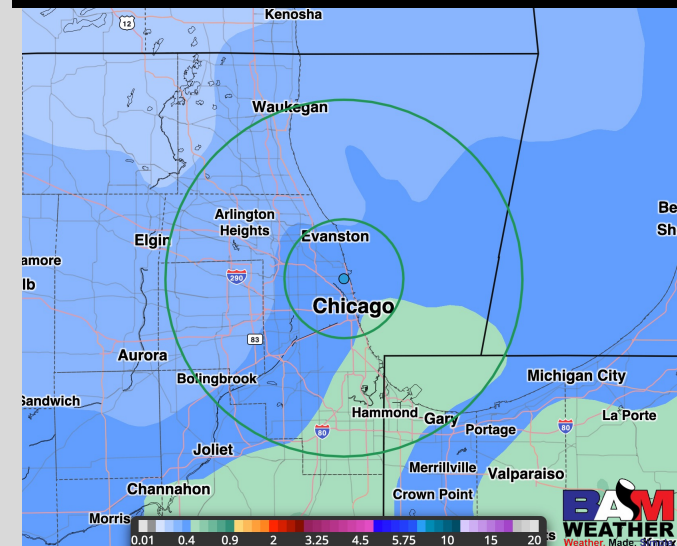 Kenosha
12
Waukegan
Arlington
Heights
Evanston
Be
Sh
Elgin
amore
lb
290
Chicago
83
Aurora
Bolingbrook
Michigan City
Sandwich
Hammond
Gary
La Porte
80
Portage
80
Joliet
Merrillville
Valparaiso
Channahon
Crown Point
Morris
0.01 0.4 0.9 2 3.25 4.5 5.75 10 15 20
ts
BAM
WEATHER
Weather. Made. Simple.